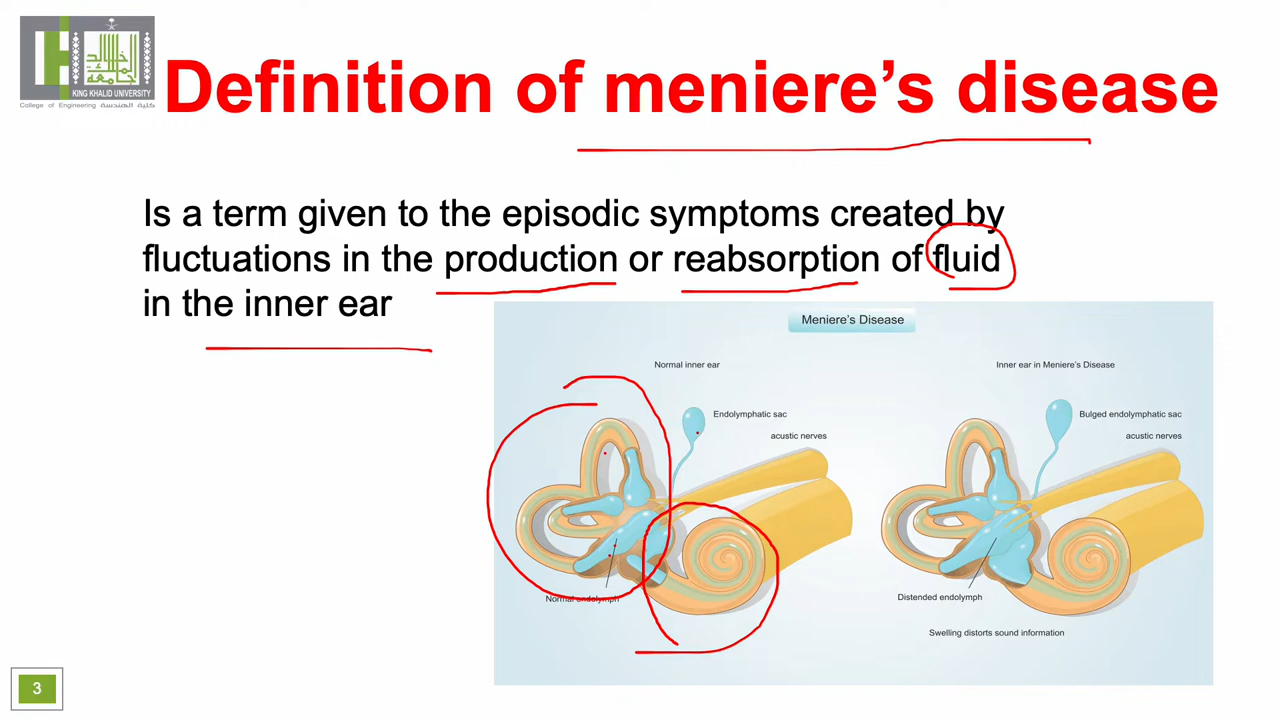 KING KHALID UNIVERSITY
College of Engineering كلية الهندسة
Definition of meniere’s disease
Is a term given to the episodic symptoms created by
fluctuations in the production or reabsorption of fluid
in the inner ear
Meniere's Disease
Normal inner ear
Endolymphatic sac
acustic nerves
Normal endolymph
Inner ear in Meniere's Disease
Bulged endolymphatic sac
acustic nerves
Distended endolymph
Swelling distorts sound information
3